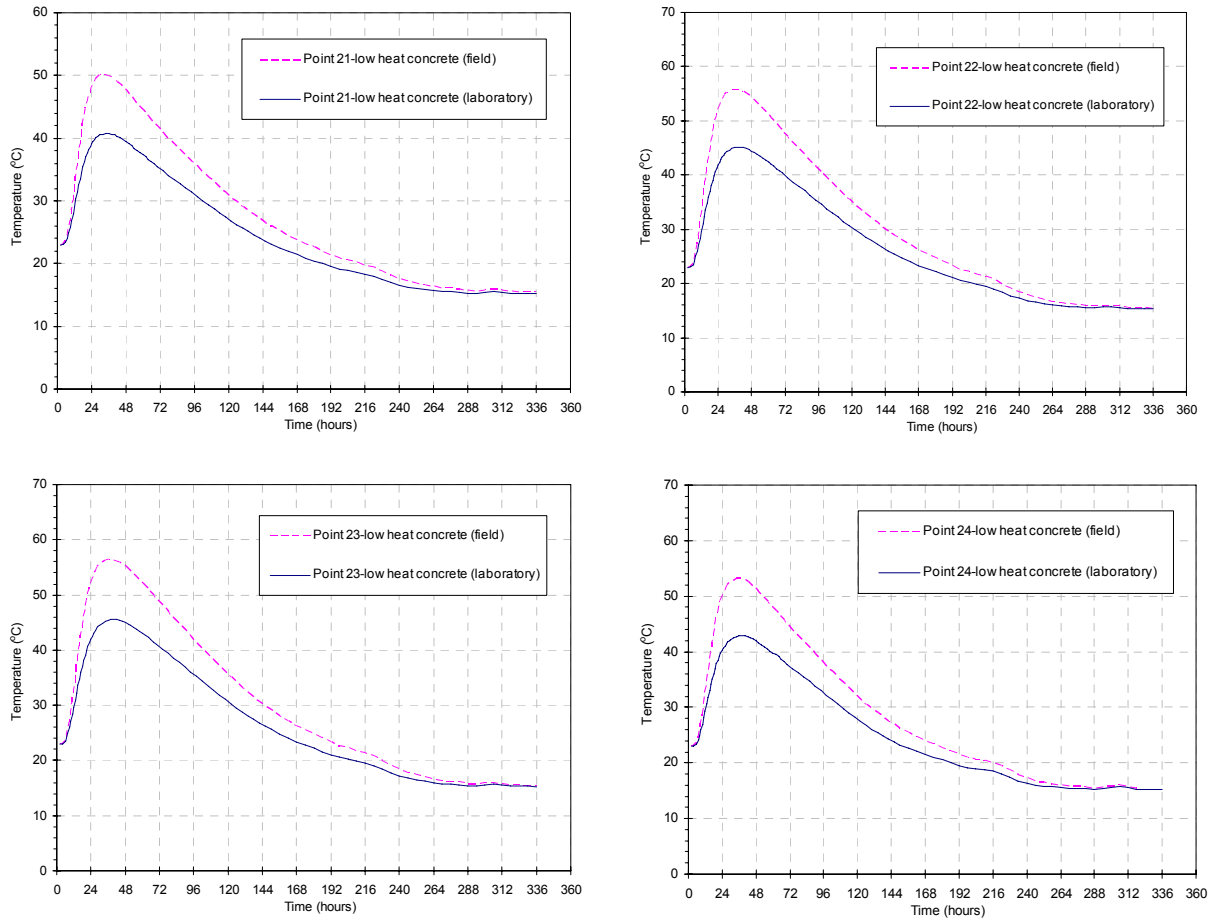 60
50
40
30
20
10
0
Temperature (⁰C)
Point 21-low heat concrete (field)
Point 21-low heat concrete (laboratory)
0 24 48 72 96 120 144 168 192 216 240 264 288 312 336 360
Time (hours)
70
60
50
40
30
20
10
0
Temperature (⁰C)
Point 22-low heat concrete (field)
Point 22-low heat concrete (laboratory)
0 24 48 72 96 120 144 168 192 216 240 264 288 312 336 360
Time (hours)
70
60
50
40
30
20
10
0
Temperature (⁰C)
Point 23-low heat concrete (field)
Point 23-low heat concrete (laboratory)
0 24 48 72 96 120 144 168 192 216 240 264 288 312 336 360
Time (hours)
70
60
50
40
30
20
10
0
Temperature (⁰C)
Point 24-low heat concrete (field)
Point 24-low heat concrete (laboratory)
0 24 48 72 96 120 144 168 192 216 240 264 288 312 336 360
Time (hours)